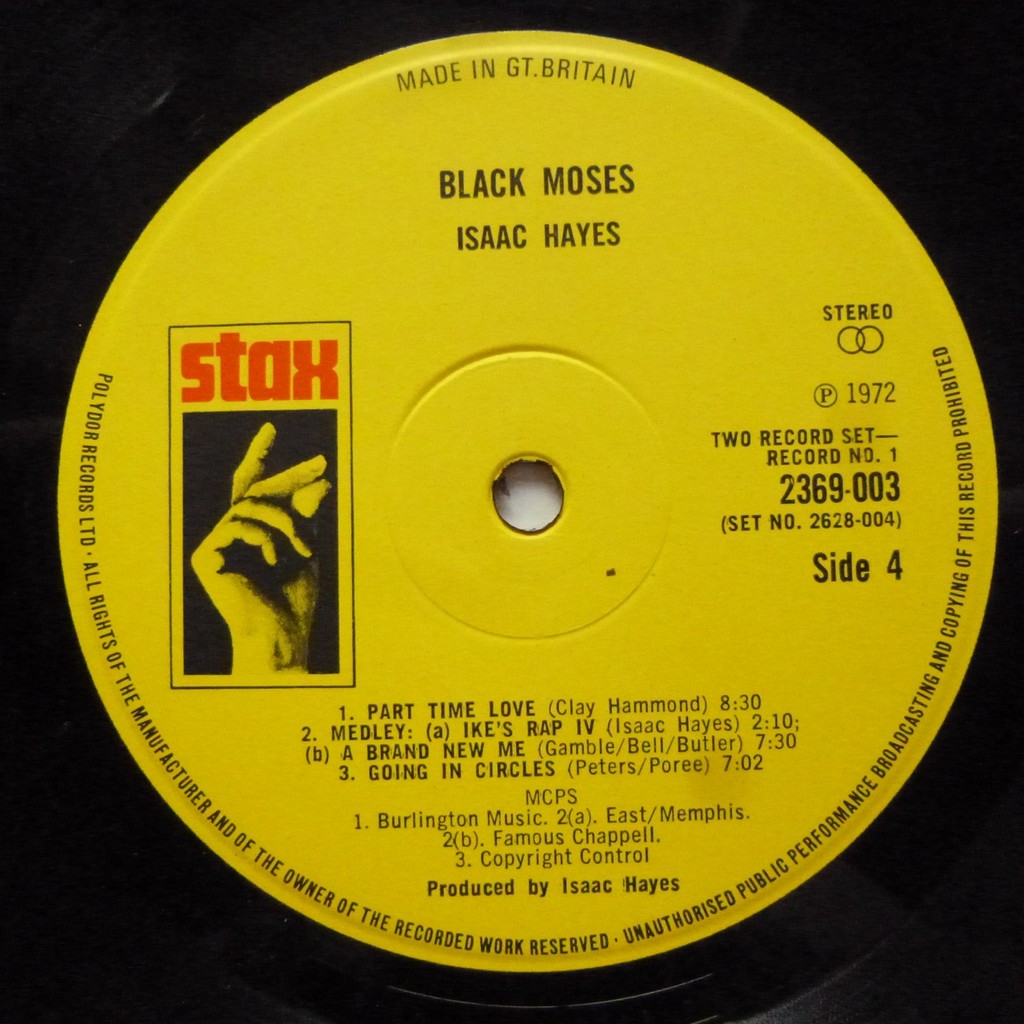 MADE IN GT.BRITAIN
BLACK MOSES
ISAAC HAYES
stax
STEREO
℗ 1972
TWO RECORD SET—
RECORD NO. 1
2369-003
(SET NO. 2628-004)
Side 4
1. PART TIME LOVE (Clay Hammond) 8:30
2. MEDLEY: (a) IKE'S RAP IV (Isaac Hayes) 2:10;
(b) A BRAND NEW ME (Gamble/Bell/Butler) 7:30
3. GOING IN CIRCLES (Peters/Poree) 7:02
MCPS
1. Burlington Music. 2(a). East/Memphis.
2(b). Famous Chappell.
3. Copyright Control
Produced by Isaac Hayes
POLYDOR RECORDS LTD · ALL RIGHTS OF THE MANUFACTURER AND OF THE OWNER OF THE RECORDED WORK RESERVED · UNAUTHORISED PUBLIC PERFORMANCE BROADCASTING AND COPYING OF THIS RECORD PROHIBITED